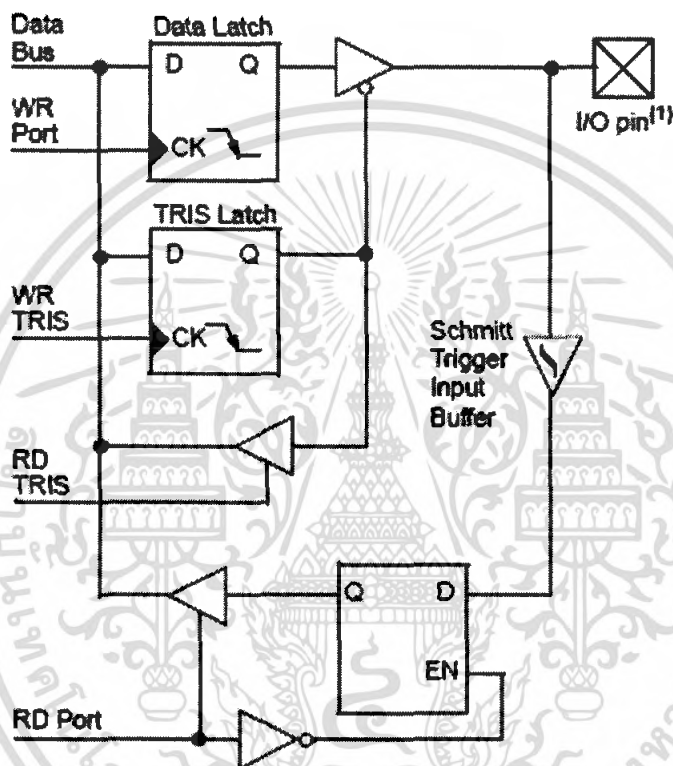 Data
Bus
Data Latch
D
Q
WR
Port
CK
I/O pin(1)
TRIS Latch
D
Q
WR
TRIS
CK
Schmitt
Trigger
Input
Buffer
RD
TRIS
Q
D
EN
RD Port